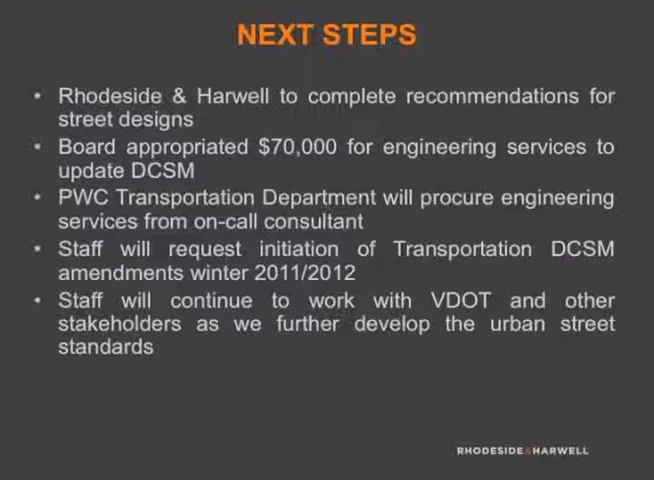 NEXT STEPS
• Rhodeside & Harwell to complete recommendations for
street designs
• Board appropriated $70,000 for engineering services to
update DCSM
• PWC Transportation Department will procure engineering
services from on-call consultant
• Staff will request initiation of Transportation DCSM
amendments winter 2011/2012
• Staff will continue to work with VDOT and other
stakeholders as we further develop the urban street
standards
RHODESIDE&HARWELL